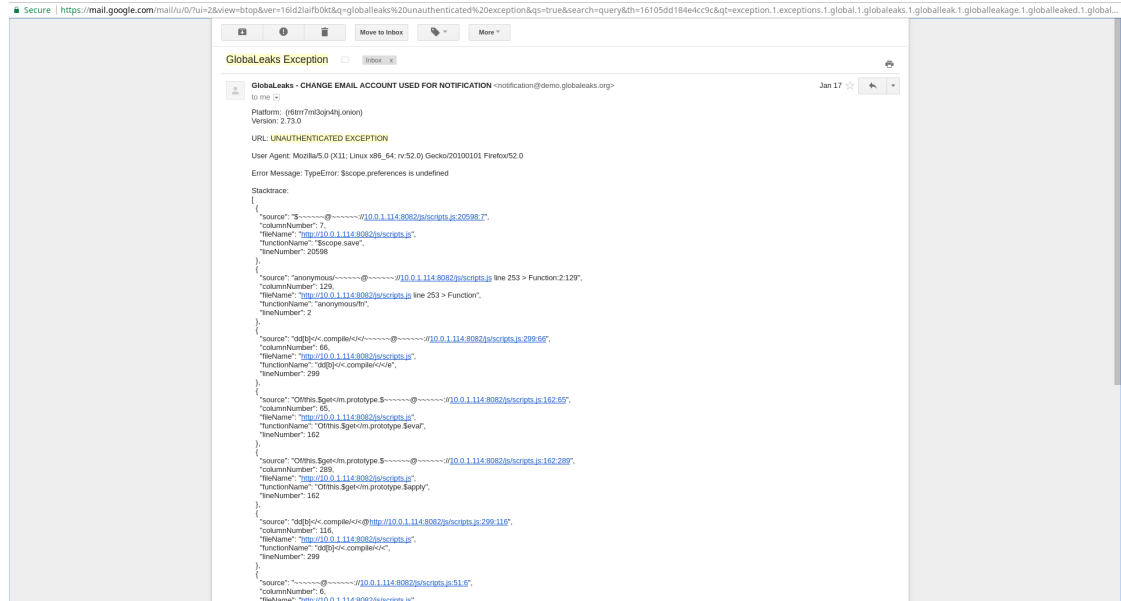 Secure | https://mail.google.com/mail/u/0/?ui=2&view=btop&ver=16ld2laifb0kt&q=globaleaks%20unauthenticated%20exception&qs=true&search=query&th=16105dd184e4cc9c&qt=exception.1.exceptions.1.global.1.globaleaks.1.globalleak.1.globalleakage.1.globalleaked.1.global...
Move to Inbox More
GlobaLeaks Exception Inbox x
GlobaLeaks - CHANGE EMAIL ACCOUNT USED FOR NOTIFICATION <notification@demo.globaleaks.org> Jan 17
to me
Platform: (r6trrr7ml3ojn4hj.onion)
Version: 2.73.0
URL: UNAUTHENTICATED EXCEPTION
User Agent: Mozilla/5.0 (X11; Linux x86_64; rv:52.0) Gecko/20100101 Firefox/52.0
Error Message: TypeError: $scope.preferences is undefined
Stacktrace:
[
{
"source": "$~~~~~~@~~~~~~://10.0.1.114:8082/js/scripts.js:20598:7",
"columnNumber": 7,
"fileName": "http://10.0.1.114:8082/js/scripts.js",
"functionName": "$scope.save",
"lineNumber": 20598
},
{
"source": "anonymous/~~~~~~@~~~~~~://10.0.1.114:8082/js/scripts.js line 253 > Function:2:129",
"columnNumber": 129,
"fileName": "http://10.0.1.114:8082/js/scripts.js line 253 > Function",
"functionName": "anonymous/fn",
"lineNumber": 2
},
{
"source": "dd[b]</<.compile/</</~~~~~~@~~~~~~://10.0.1.114:8082/js/scripts.js:299:66",
"columnNumber": 66,
"fileName": "http://10.0.1.114:8082/js/scripts.js",
"functionName": "dd[b]</<.compile/</</e",
"lineNumber": 299
},
{
"source": "Of/this.$get</m.prototype.$~~~~~~@~~~~~~://10.0.1.114:8082/js/scripts.js:162:65",
"columnNumber": 65,
"fileName": "http://10.0.1.114:8082/js/scripts.js",
"functionName": "Of/this.$get</m.prototype.$eval",
"lineNumber": 162
},
{
"source": "Of/this.$get</m.prototype.$~~~~~~@~~~~~~://10.0.1.114:8082/js/scripts.js:162:289",
"columnNumber": 289,
"fileName": "http://10.0.1.114:8082/js/scripts.js",
"functionName": "Of/this.$get</m.prototype.$apply",
"lineNumber": 162
},
{
"source": "dd[b]</<.compile/</<@http://10.0.1.114:8082/js/scripts.js:299:116",
"columnNumber": 116,
"fileName": "http://10.0.1.114:8082/js/scripts.js",
"functionName": "dd[b]</<.compile/</<",
"lineNumber": 299
},
{
"source": "~~~~~~@~~~~~~://10.0.1.114:8082/js/scripts.js:51:6",
"columnNumber": 6,
"fileName": "http://10.0.1.114:8082/js/scripts.js",